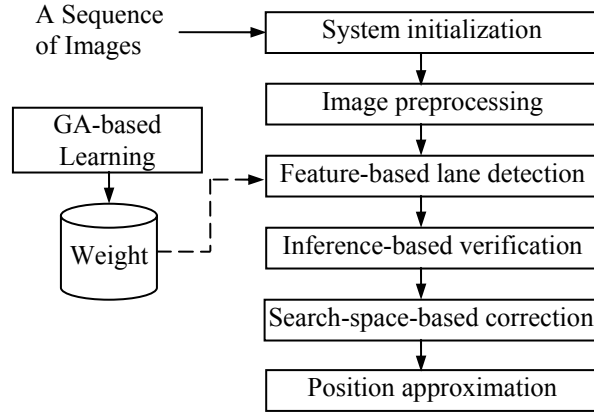 A Sequence
of Images
System initialization
Image preprocessing
GA-based
Learning
Feature-based lane detection
Weight
Inference-based verification
Search-space-based correction
Position approximation